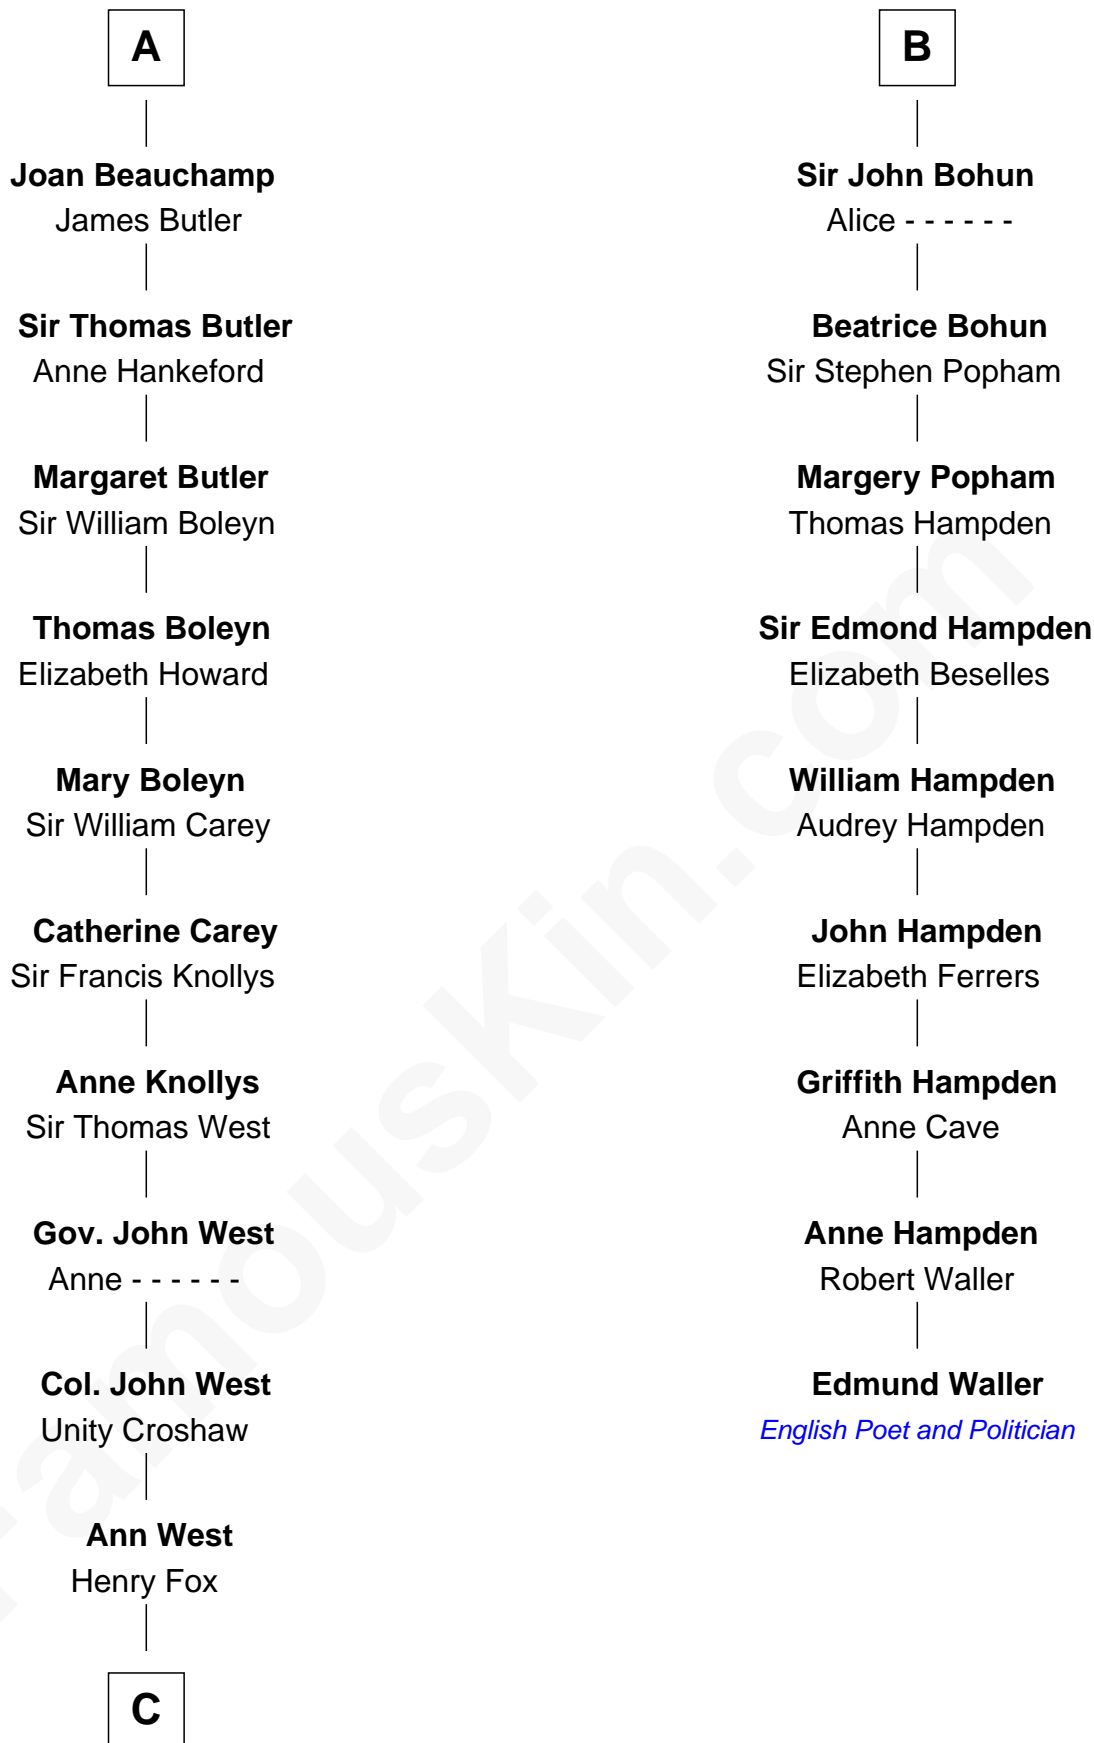 A
Joan Beauchamp
James Butler
Sir Thomas Butler
Anne Hankeford
Margaret Butler
Sir William Boleyn
Thomas Boleyn
Elizabeth Howard
Mary Boleyn
Sir William Carey
Catherine Carey
Sir Francis Knollys
Anne Knollys
Sir Thomas West
Gov. John West
Anne - - - - - -
Col. John West
Unity Croshaw
Ann West
Henry Fox
C
B
Sir John Bohun
Alice - - - - - -
Beatrice Bohun
Sir Stephen Popham
Margery Popham
Thomas Hampden
Sir Edmond Hampden
Elizabeth Beselles
William Hampden
Audrey Hampden
John Hampden
Elizabeth Ferrers
Griffith Hampden
Anne Cave
Anne Hampden
Robert Waller
Edmund Waller
English Poet and Politician
FamousKin.com